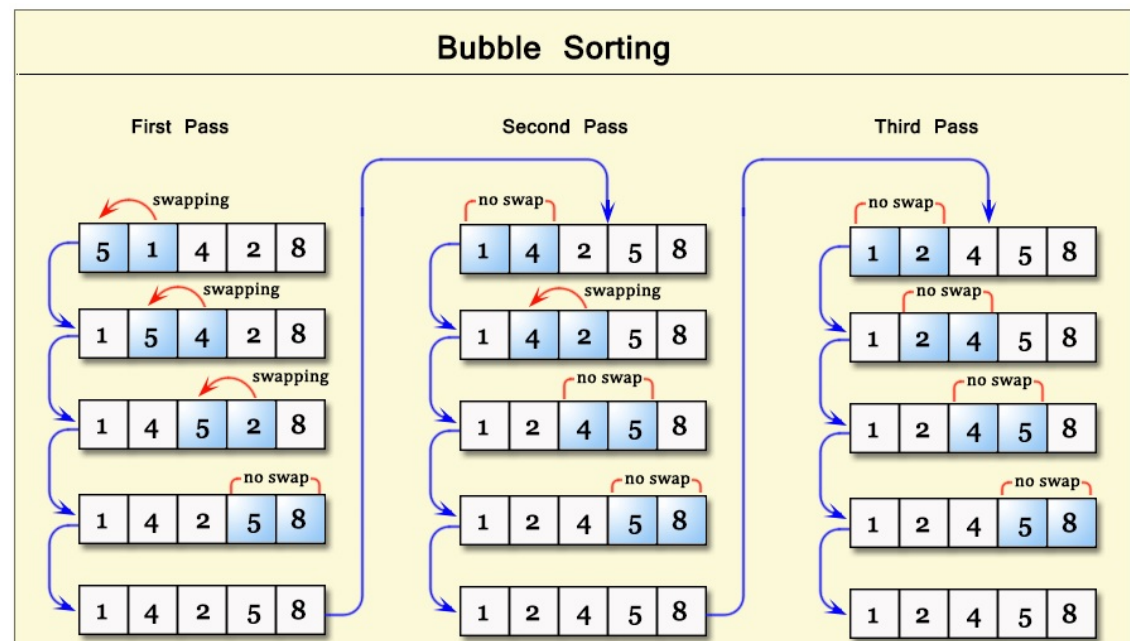 Bubble Sorting
First Pass
swapping
5 1 4 2 8
swapping
1 5 4 2 8
swapping
1 4 5 2 8
no swap
1 4 2 5 8
1 4 2 5 8
Second Pass
no swap
1 4 2 5 8
swapping
1 4 2 5 8
no swap
1 2 4 5 8
no swap
1 2 4 5 8
1 2 4 5 8
Third Pass
no swap
1 2 4 5 8
no swap
1 2 4 5 8
no swap
1 2 4 5 8
no swap
1 2 4 5 8
1 2 4 5 8